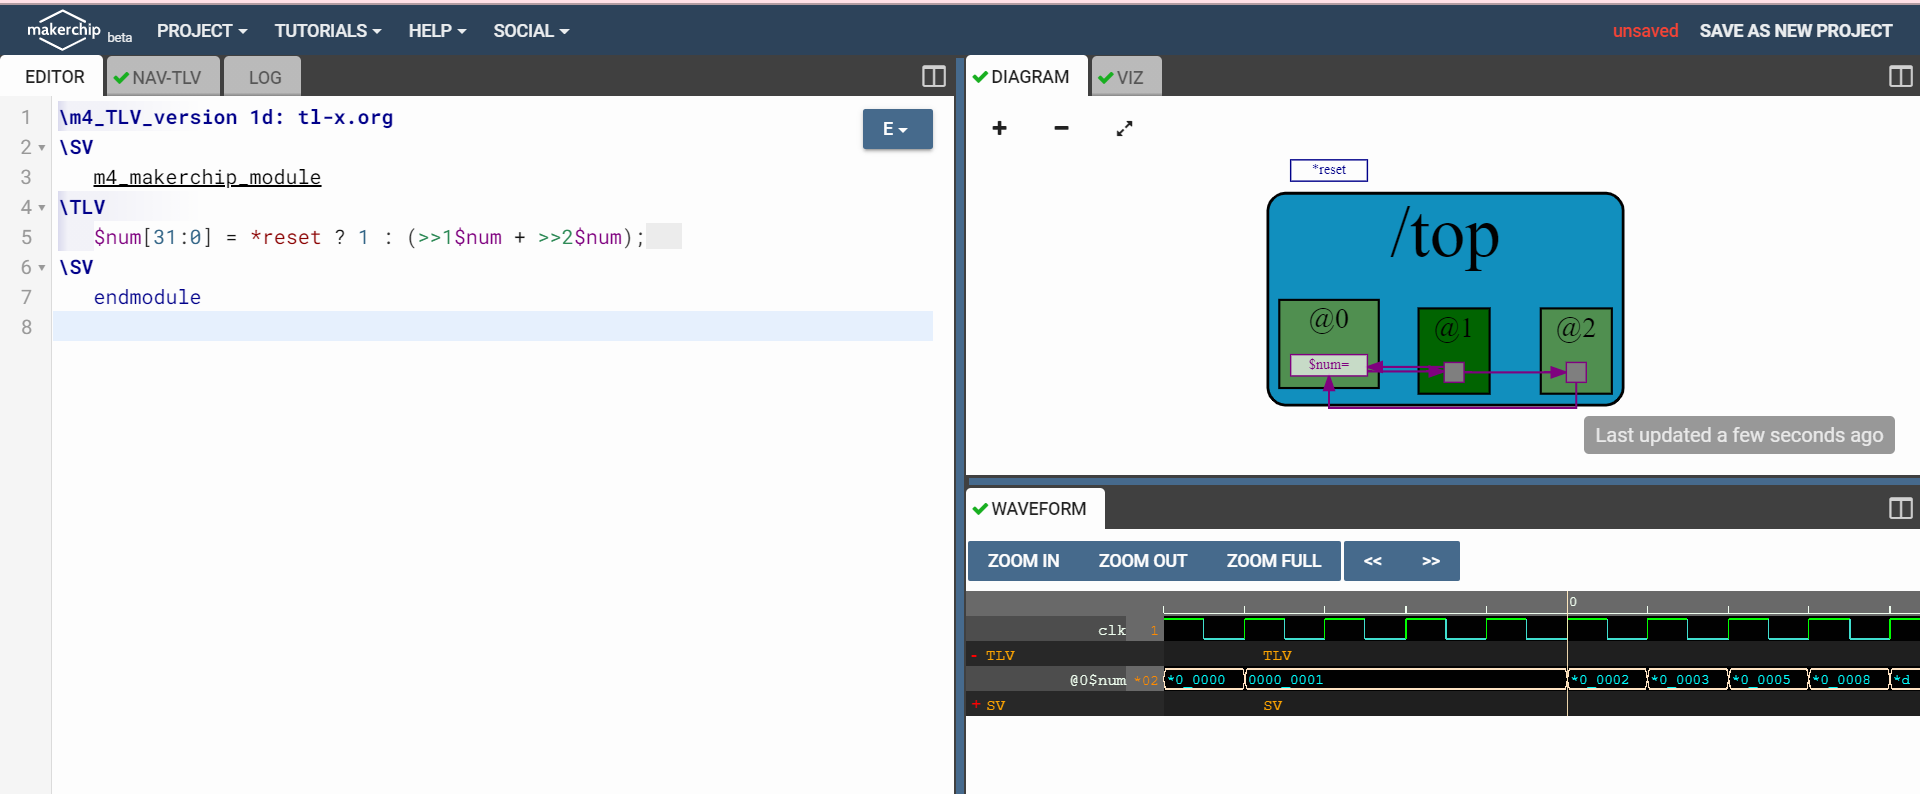 makerchip beta PROJECT TUTORIALS HELP SOCIAL unsaved SAVE AS NEW PROJECT
EDITOR NAV-TLV LOG
1 \m4_TLV_version 1d: tl-x.org
2 \SV
3 m4_makerchip_module
4 \TLV
5 $num[31:0] = *reset ? 1 : (>>1$num + >>2$num);
6 \SV
7 endmodule
8
E
DIAGRAM VIZ
+ −
*reset
/top
@0 @1 @2
$num=
Last updated a few seconds ago
WAVEFORM
ZOOM IN ZOOM OUT ZOOM FULL << >>
0
clk 1
- TLV TLV
@0$num *02 *0_0000 0000_0001 *0_0002 *0_0003 *0_0005 *0_0008 *d
+ SV SV